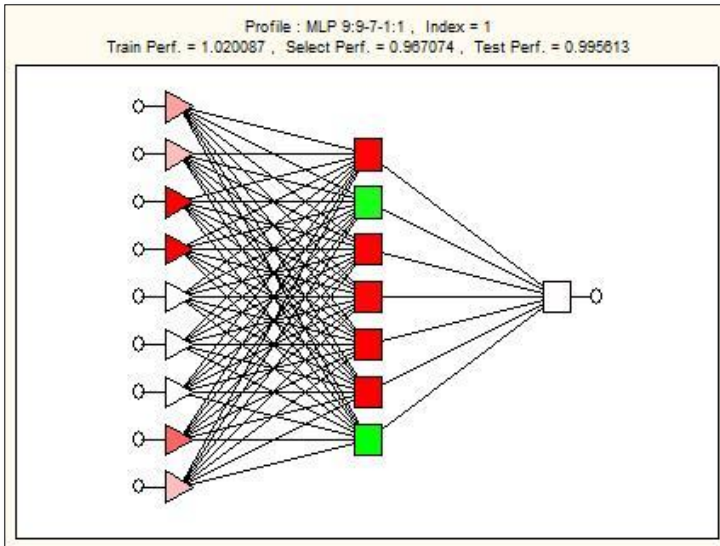 Profile : MLP 9:9-7-1:1 , Index = 1
Train Perf. = 1.020087 , Select Perf. = 0.967074 , Test Perf. = 0.995613